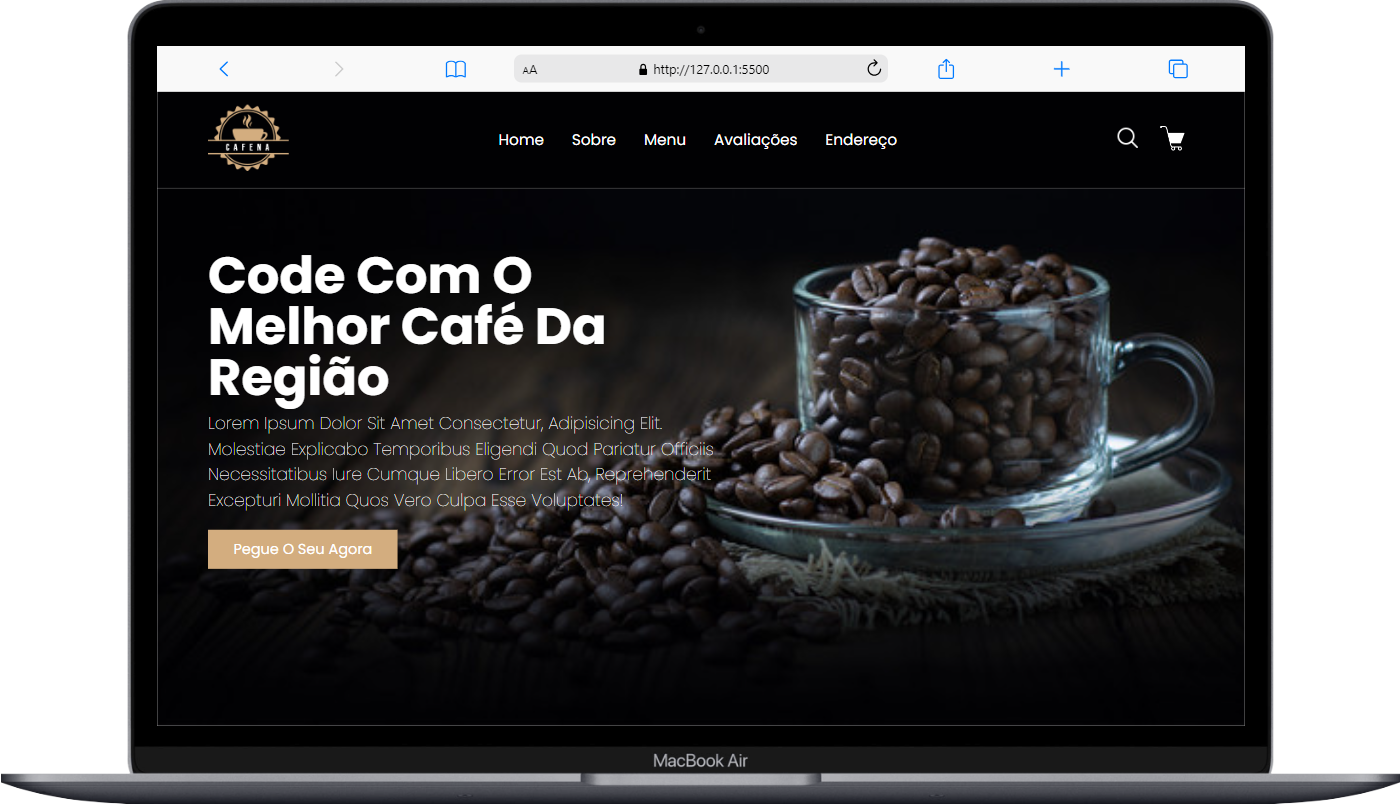 AA http://127.0.0.1:5500
CAFENA
Home Sobre Menu Avaliações Endereço
Code Com O
Melhor Café Da
Região
Lorem Ipsum Dolor Sit Amet Consectetur, Adipisicing Elit.
Molestiae Explicabo Temporibus Eligendi Quod Pariatur Officiis
Necessitatibus Iure Cumque Libero Error Est Ab, Reprehenderit
Excepturi Mollitia Quos Vero Culpa Esse Voluptates!
Pegue O Seu Agora
MacBook Air